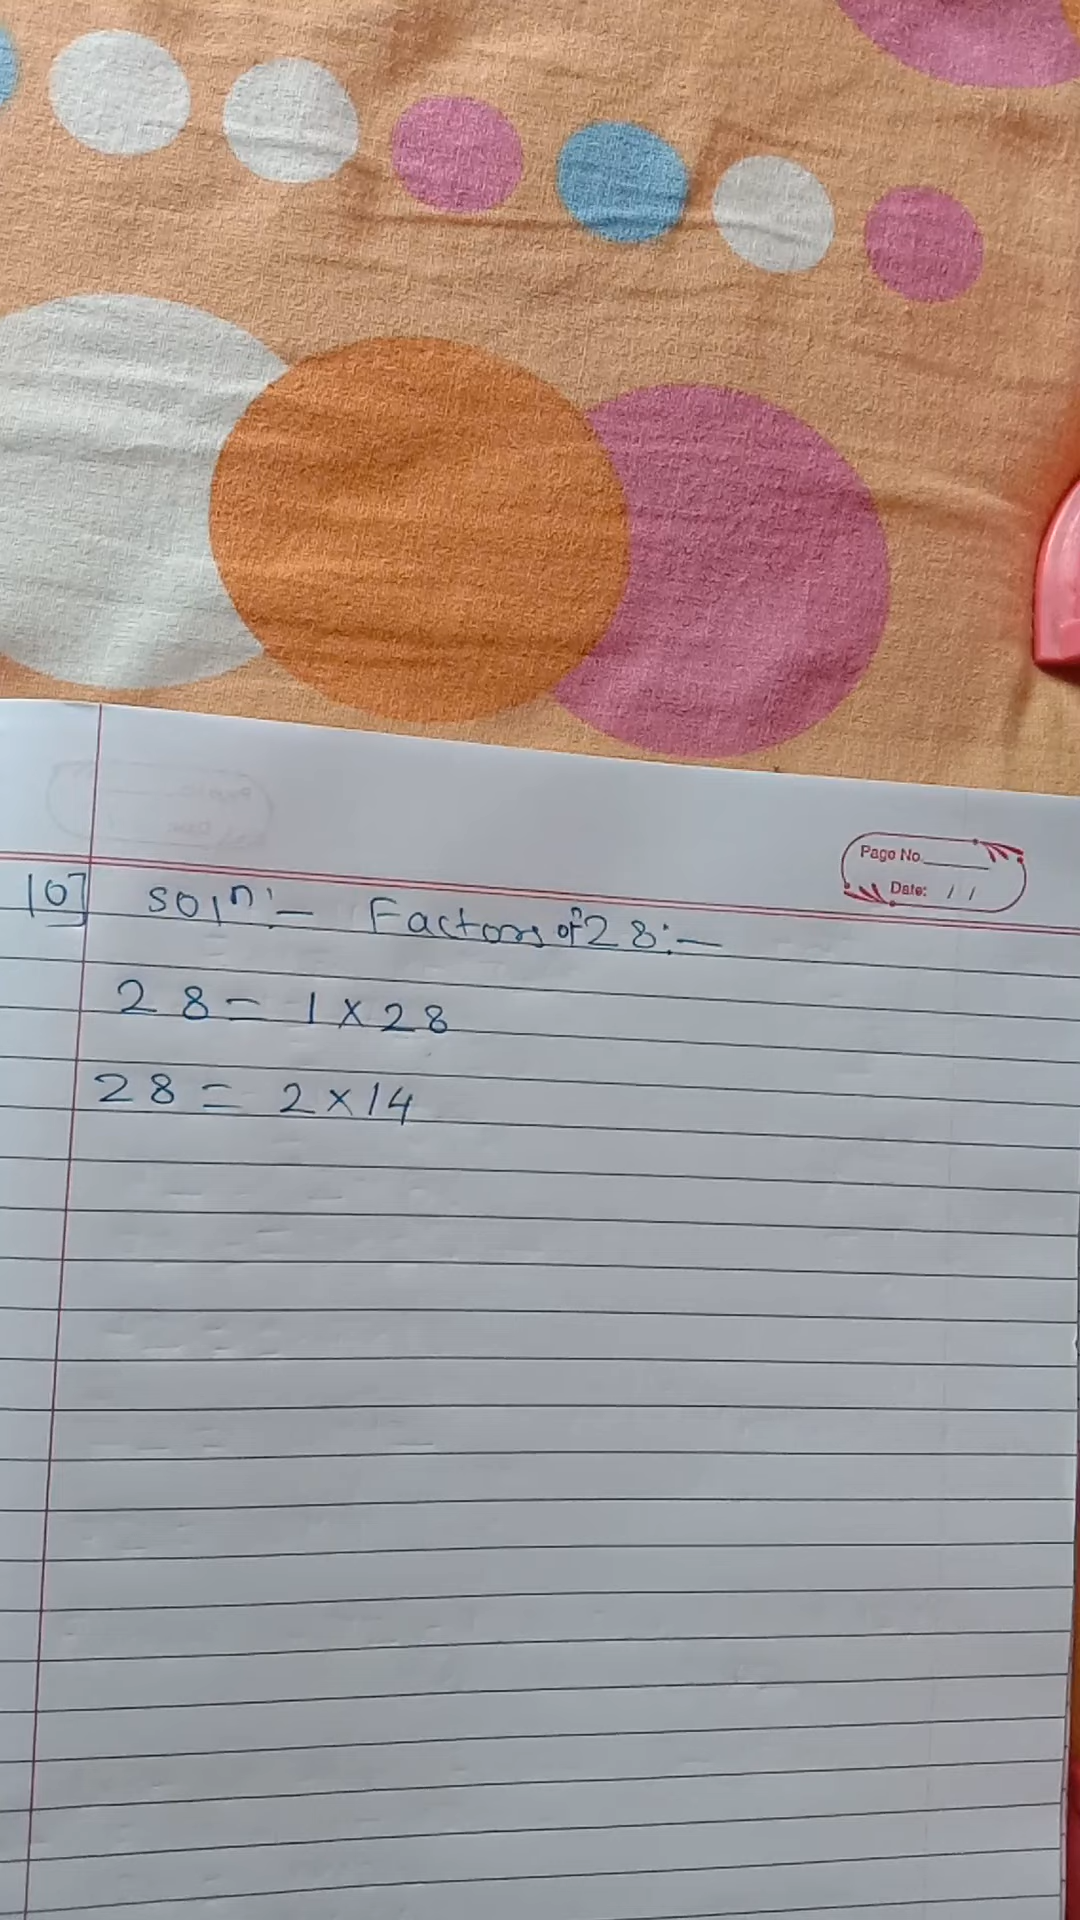 Page No.
Date: / /
10] Soln:- Factors of 28:-
28 = 1 × 28
28 = 2 × 14